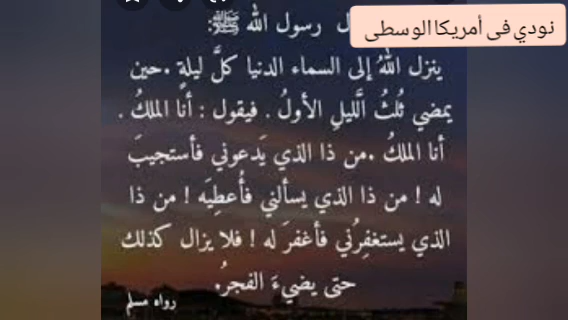 نودي فى أمريكا الوسطى
رسول الله ﷺ:
ينزل اللهُ إلى السماء الدنيا كلَّ ليلةٍ .حين
يمضي ثُلثُ الَّليلِ الأولُ . فيقول : أنا الملكُ .
أنا الملكُ .من ذا الذي يَدعوني فأستجيبَ
له ! من ذا الذي يسألني فأُعطِيَه ! من ذا
الذي يستغفِرُني فأغفرَ له ! فلا يزال كذلك
حتى يضيءَ الفجرُ.
رواه مسلم